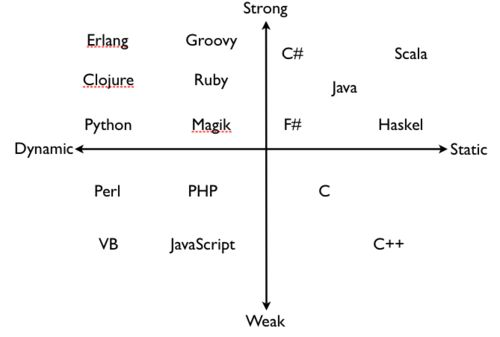 Strong
Erlang Groovy C# Scala
Clojure Ruby Java
Python Magik F# Haskel
Dynamic Static
Perl PHP C
VB JavaScript C++
Weak